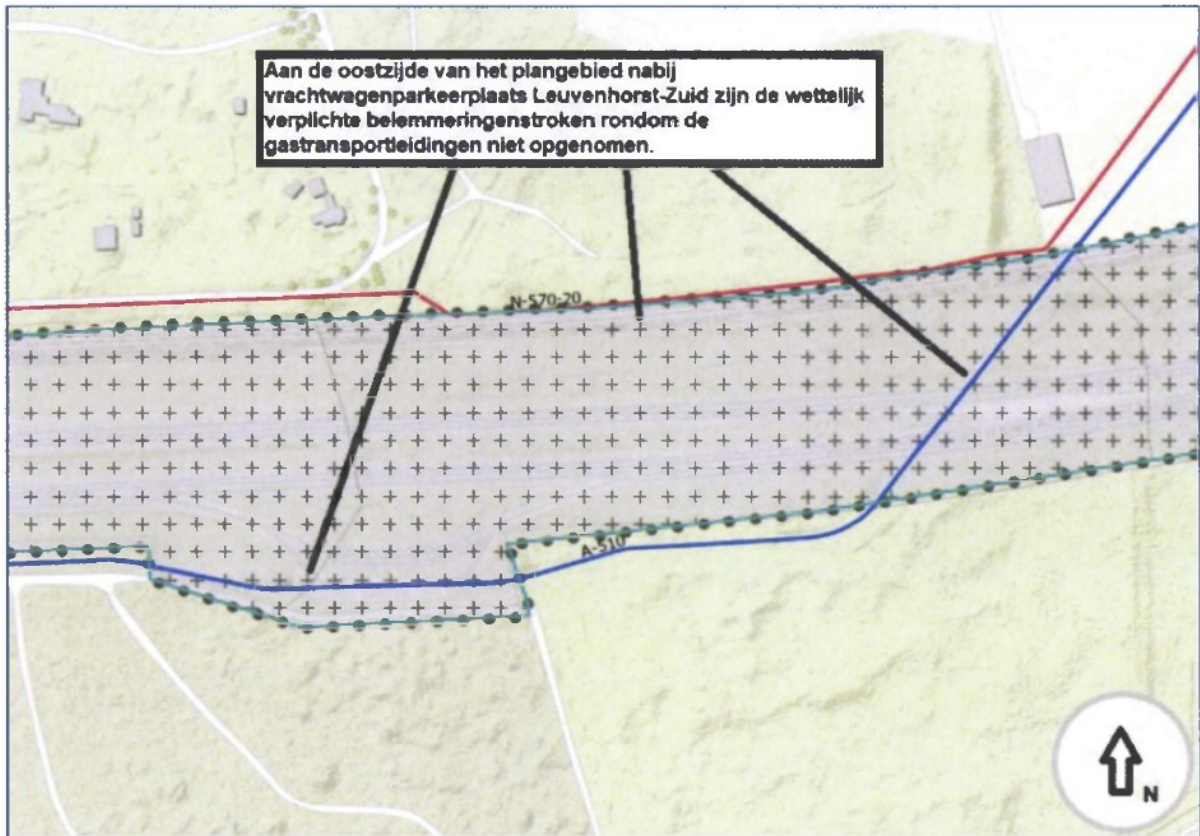 Aan de oostzijde van het plangebied nabij
vrachtwagenparkeerplaats Leuvenhorst-Zuid zijn de wettelijk
verplichte belemmeringenstroken rondom de
gastransportleidingen niet opgenomen.
N-570-20
A-510
N